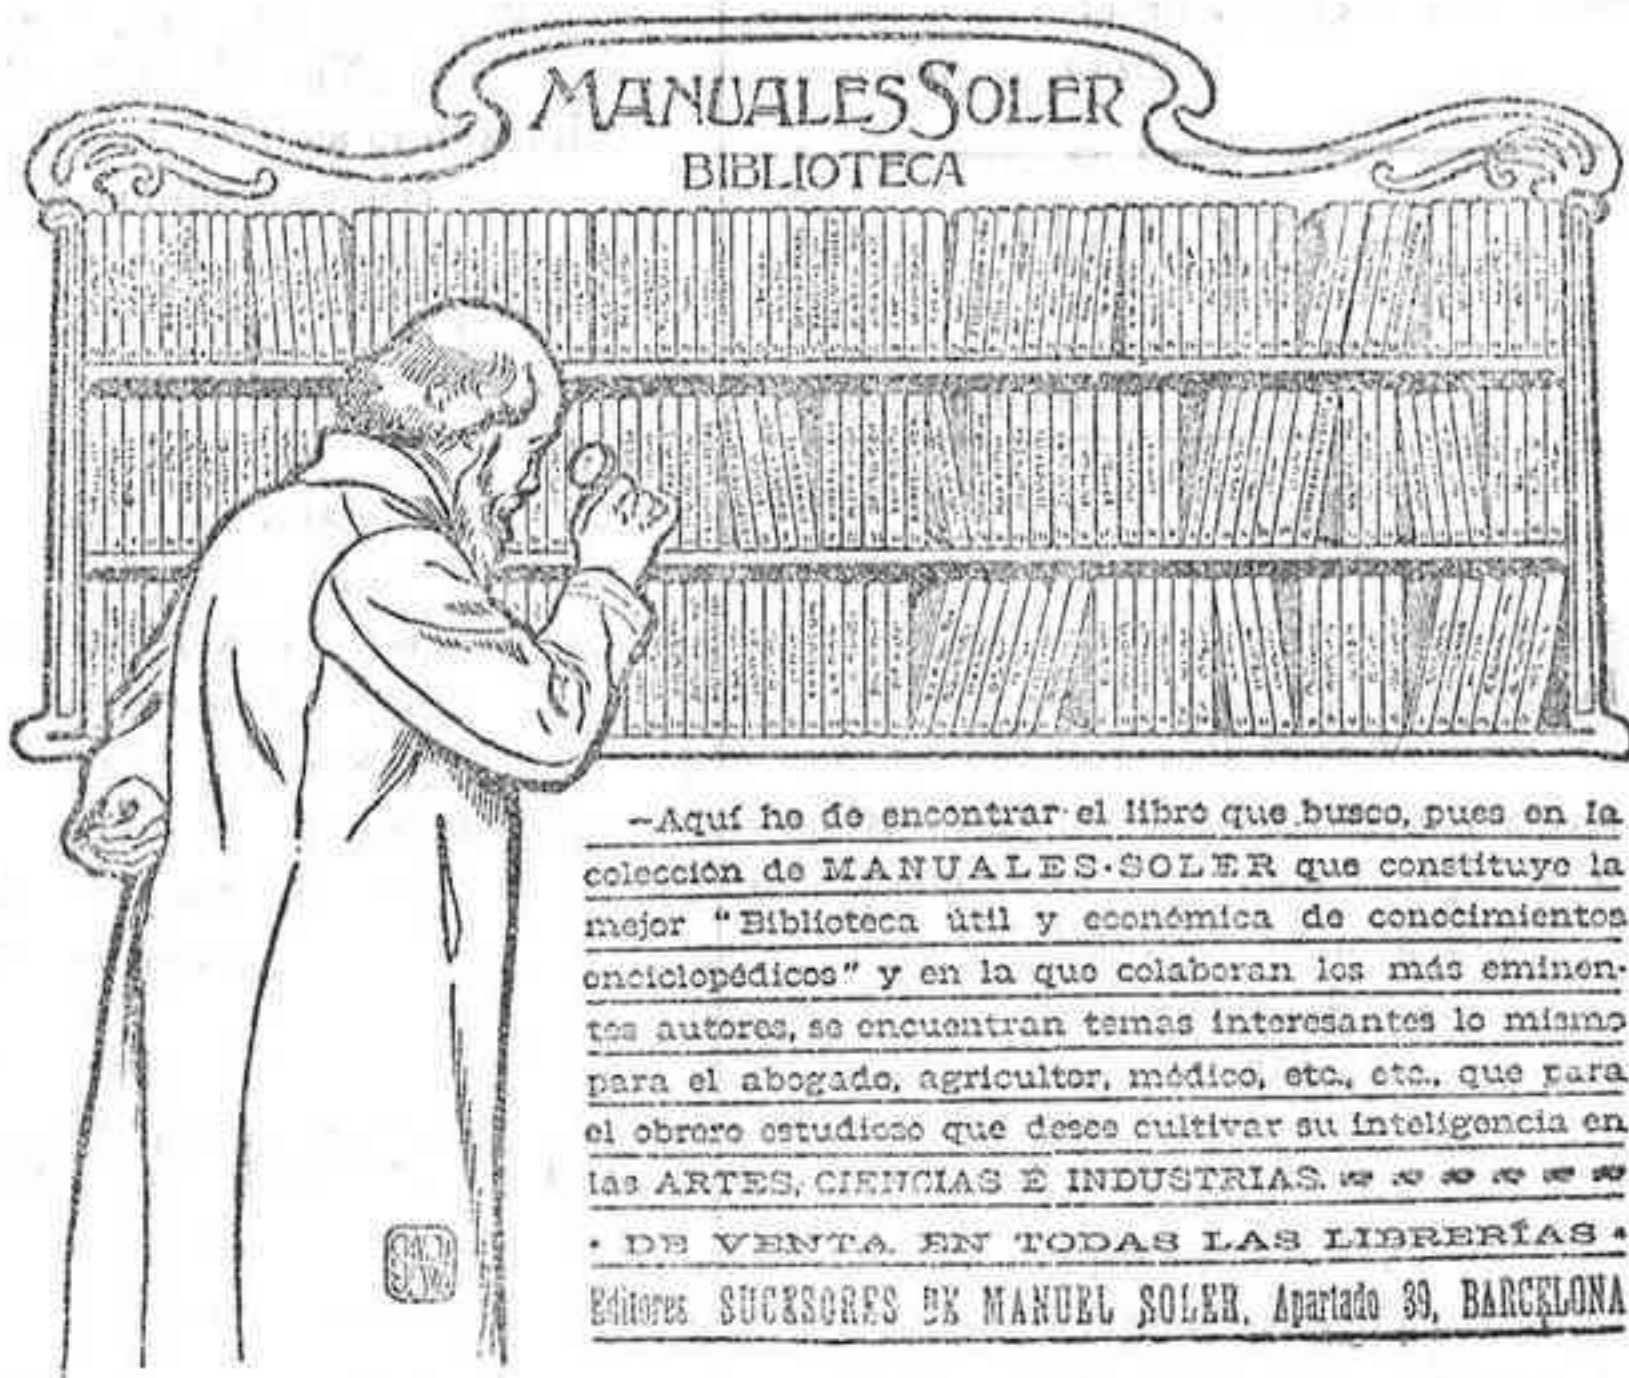 MANUALES SOLER
BIBLIOTECA
—Aquí he de encontrar el libro que busco, pues en la
colección de MANUALES-SOLER que constituye la
mejor "Biblioteca útil y económica de conocimientos
enciclopédicos" y en la que colaboran los más eminen-
tes autores, se encuentran temas interesantes lo mismo
para el abogado, agricultor, médico, etc., etc., que para
el obrero estudioso que desee cultivar su inteligencia en
las ARTES, CIENCIAS É INDUSTRIAS.
· DE VENTA EN TODAS LAS LIBRERÍAS ·
Editores SUCESORES DE MANUEL SOLER, Apartado 39, BARCELONA